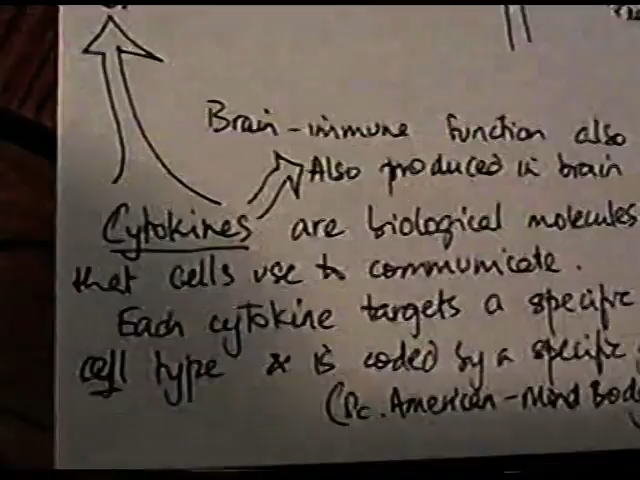 Brain-immune function also
Also produced in brain
Cytokines are biological molecules
that cells use to communicate.
Each cytokine targets a specific
cell type & is coded by a specific
(Pc. American-Mind Body